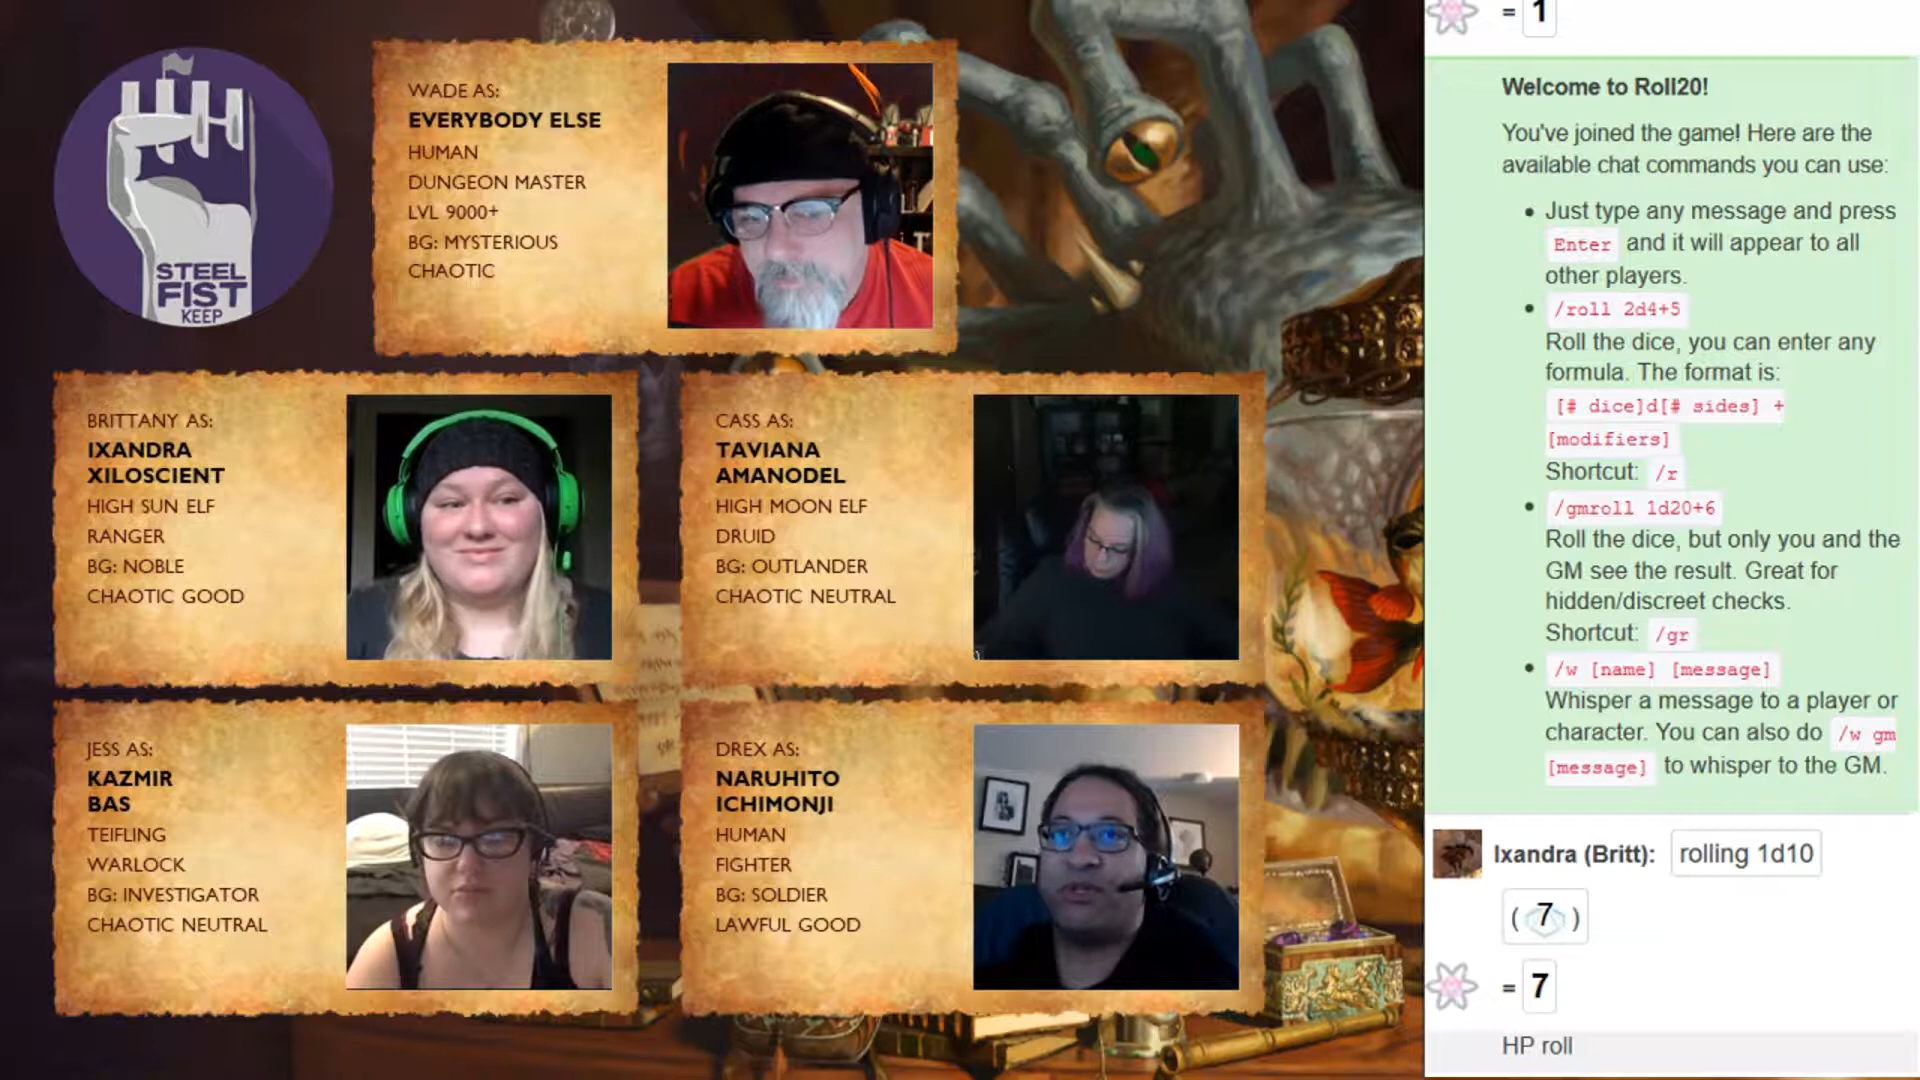 STEEL
FIST
KEEP
WADE AS:
EVERYBODY ELSE
HUMAN
DUNGEON MASTER
LVL 9000+
BG: MYSTERIOUS
CHAOTIC
BRITTANY AS:
IXANDRA
XILOSCIENT
HIGH SUN ELF
RANGER
BG: NOBLE
CHAOTIC GOOD
CASS AS:
TAVIANA
AMANODEL
HIGH MOON ELF
DRUID
BG: OUTLANDER
CHAOTIC NEUTRAL
JESS AS:
KAZMIR
BAS
TEIFLING
WARLOCK
BG: INVESTIGATOR
CHAOTIC NEUTRAL
DREX AS:
NARUHITO
ICHIMONJI
HUMAN
FIGHTER
BG: SOLDIER
LAWFUL GOOD
= 1
Welcome to Roll20!
You've joined the game! Here are the
available chat commands you can use:
• Just type any message and press
Enter and it will appear to all
other players.
• /roll 2d4+5
Roll the dice, you can enter any
formula. The format is:
[# dice]d[# sides] +
[modifiers]
Shortcut: /r
• /gmroll 1d20+6
Roll the dice, but only you and the
GM see the result. Great for
hidden/discreet checks.
Shortcut: /gr
• /w [name] [message]
Whisper a message to a player or
character. You can also do /w gm
[message] to whisper to the GM.
Ixandra (Britt): rolling 1d10
(7)
= 7
HP roll